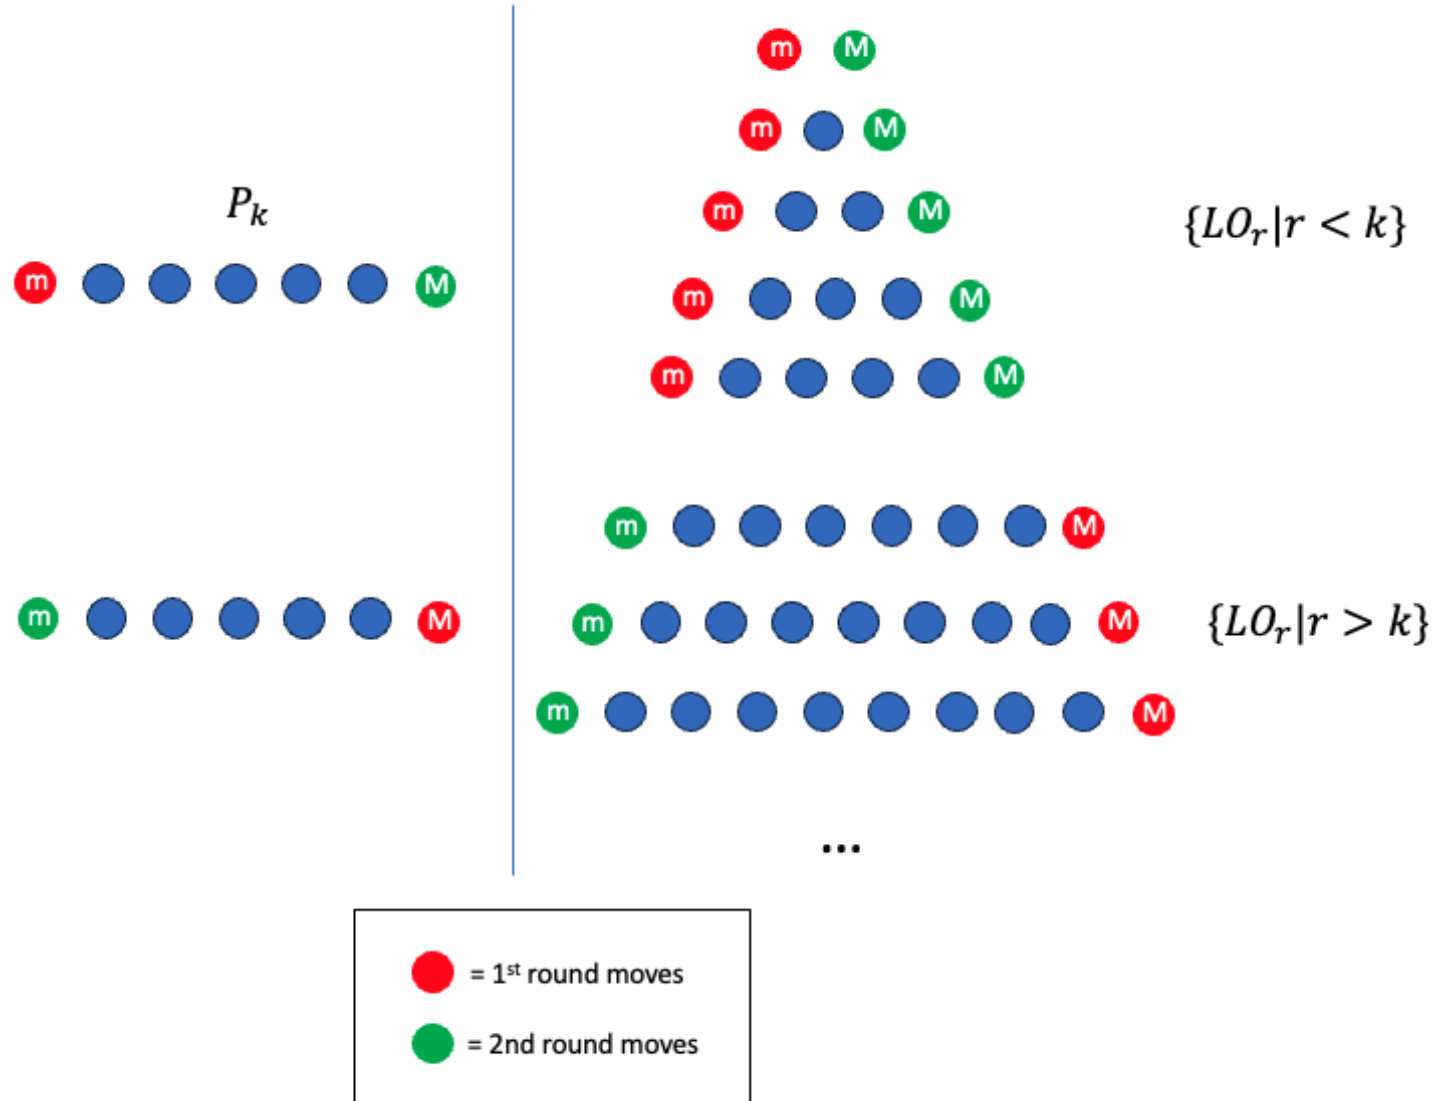 m M
m M
P_k
m M
{LO_r|r < k}
m M
m M
m M
m M
m M
m M
{LO_r|r > k}
m M
...
= 1st round moves
= 2nd round moves